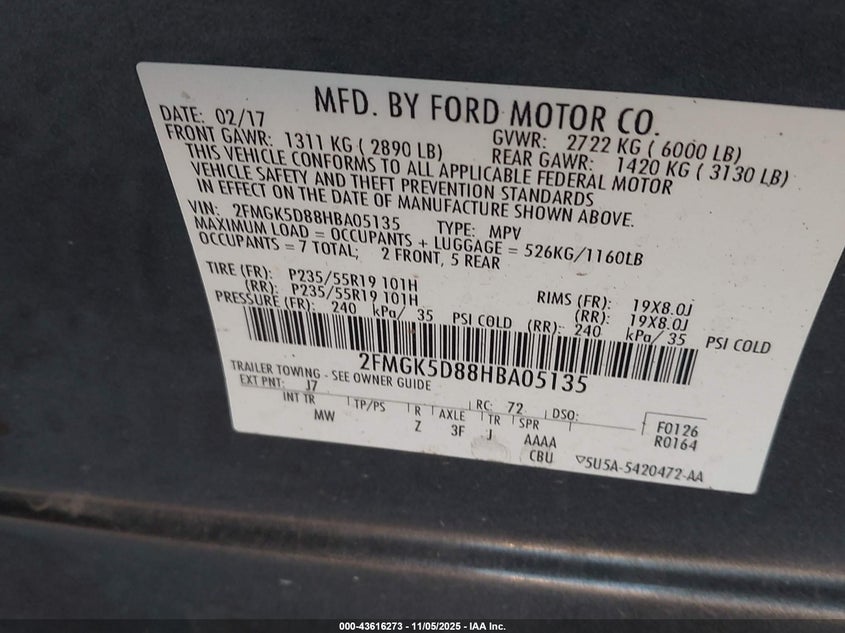 MFD. BY FORD MOTOR CO.
DATE: 02/17 GVWR: 2722 KG ( 6000 LB)
FRONT GAWR: 1311 KG ( 2890 LB) REAR GAWR: 1420 KG ( 3130 LB)
THIS VEHICLE CONFORMS TO ALL APPLICABLE FEDERAL MOTOR
VEHICLE SAFETY AND THEFT PREVENTION STANDARDS
IN EFFECT ON THE DATE OF MANUFACTURE SHOWN ABOVE.
VIN: 2FMGK5D88HBA05135 TYPE: MPV
MAXIMUM LOAD = OCCUPANTS + LUGGAGE = 526KG/1160LB
OCCUPANTS = 7 TOTAL; 2 FRONT, 5 REAR
TIRE (FR): P235/55R19 101H RIMS (FR): 19X8.0J
(RR): P235/55R19 101H (RR): 19X8.0J
PRESSURE (FR): 240 kPa/ 35 PSI COLD (RR): 240 kPa/ 35 PSI COLD
2FMGK5D88HBA05135
TRAILER TOWING - SEE OWNER GUIDE
EXT PNT: J7 RC: 72 DSO: F0126
INT TR TP/PS R AXLE TR SPR R0164
MW Z 3F J AAAA
CBU 5U5A-5420472-AA
000-43616273 - 11/05/2025 - IAA Inc.